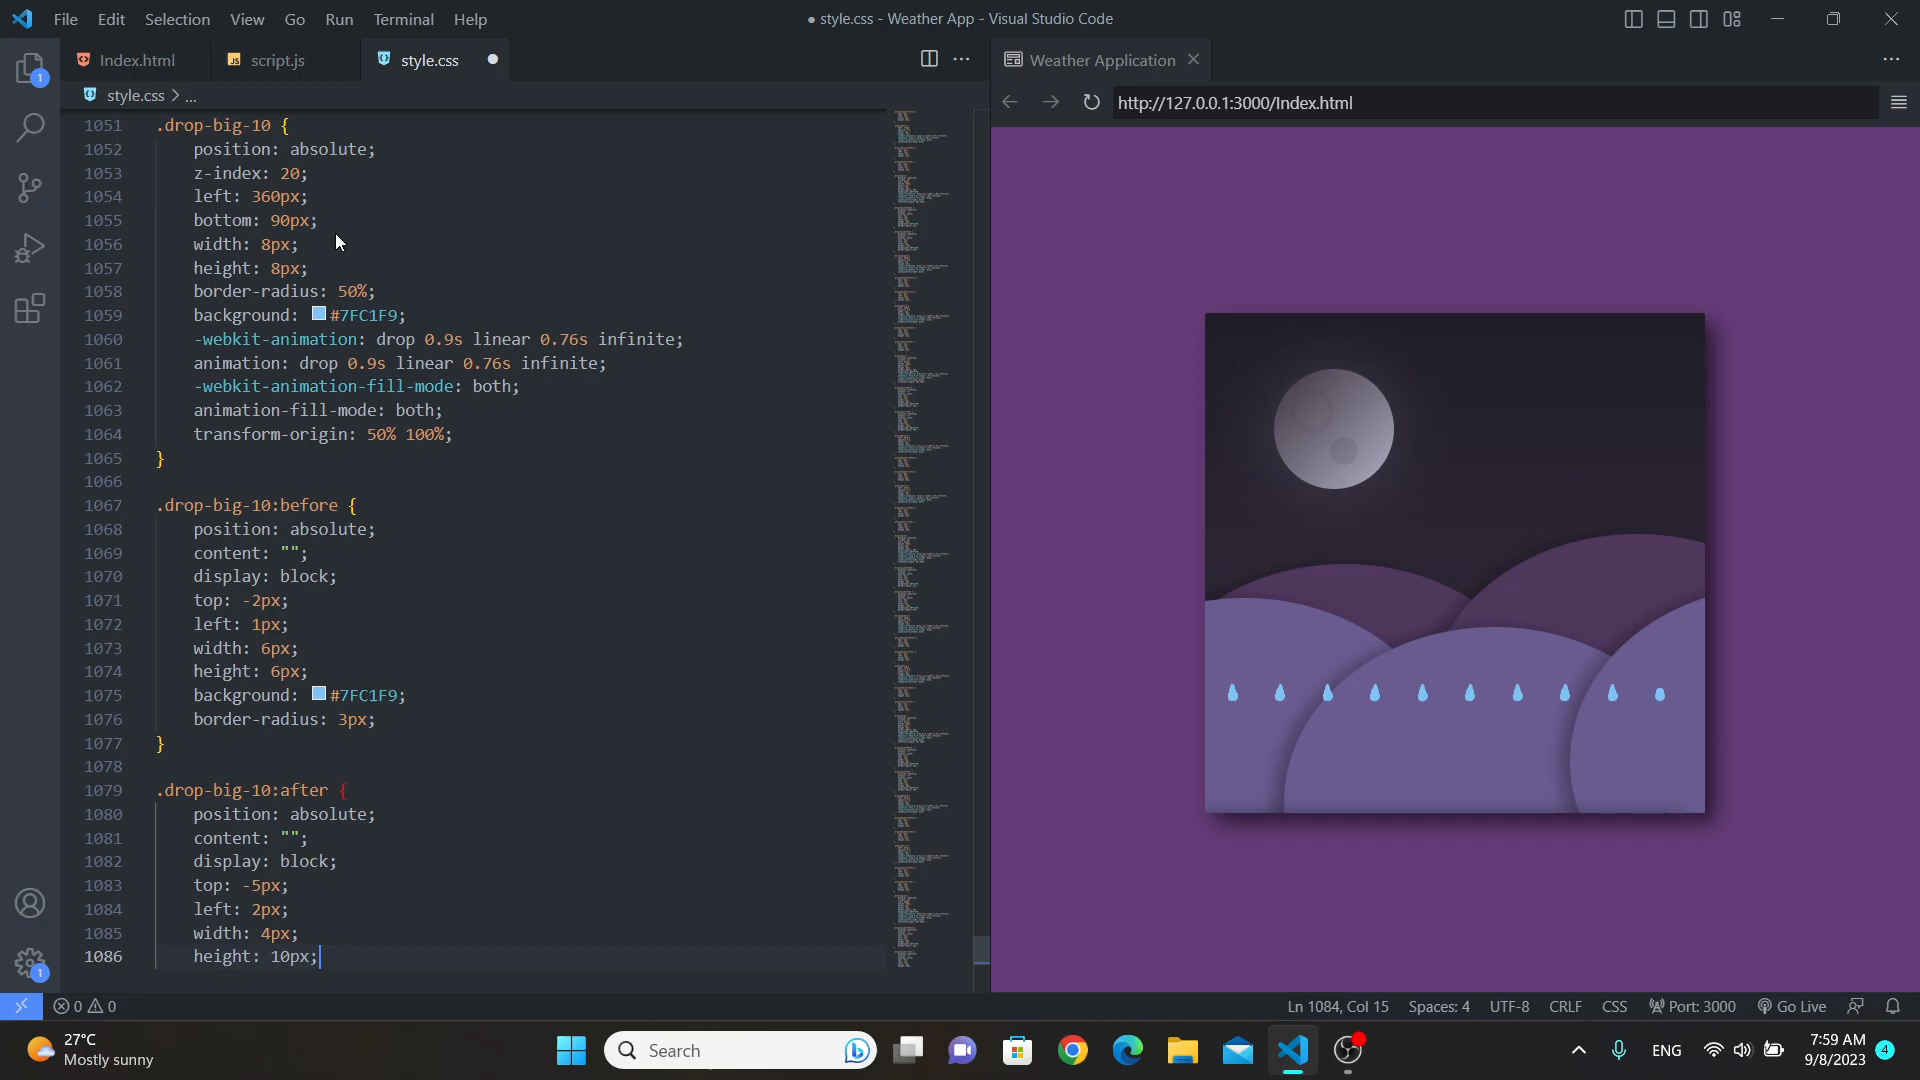 File Edit Selection View Go Run Terminal Help
● style.css - Weather App - Visual Studio Code
Index.html
JS script.js
style.css
Weather Application
style.css > ...
http://127.0.0.1:3000/Index.html
1051 .drop-big-10 {
1052 position: absolute;
1053 z-index: 20;
1054 left: 360px;
1055 bottom: 90px;
1056 width: 8px;
1057 height: 8px;
1058 border-radius: 50%;
1059 background: #7FC1F9;
1060 -webkit-animation: drop 0.9s linear 0.76s infinite;
1061 animation: drop 0.9s linear 0.76s infinite;
1062 -webkit-animation-fill-mode: both;
1063 animation-fill-mode: both;
1064 transform-origin: 50% 100%;
1065 }
1066
1067 .drop-big-10:before {
1068 position: absolute;
1069 content: "";
1070 display: block;
1071 top: -2px;
1072 left: 1px;
1073 width: 6px;
1074 height: 6px;
1075 background: #7FC1F9;
1076 border-radius: 3px;
1077 }
1078
1079 .drop-big-10:after {
1080 position: absolute;
1081 content: "";
1082 display: block;
1083 top: -5px;
1084 left: 2px;
1085 width: 4px;
1086 height: 10px;
1
1
0 0
Ln 1084, Col 15 Spaces: 4 UTF-8 CRLF CSS Port: 3000 Go Live
27°C
Mostly sunny
Search
ENG
7:59 AM
9/8/2023
4